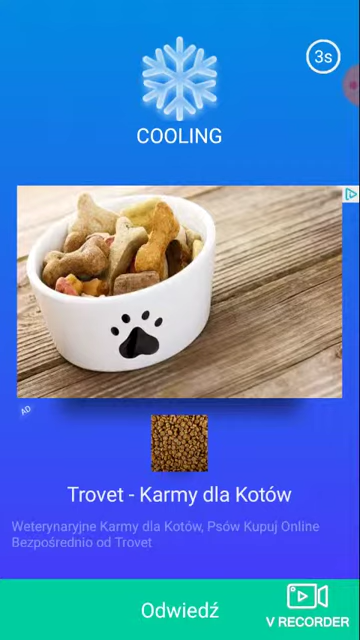 3s
COOLING
AD
Trovet - Karmy dla Kotów
Weterynaryjne Karmy dla Kotów, Psów Kupuj Online
Bezpośrednio od Trovet
Odwiedź
V RECORDER